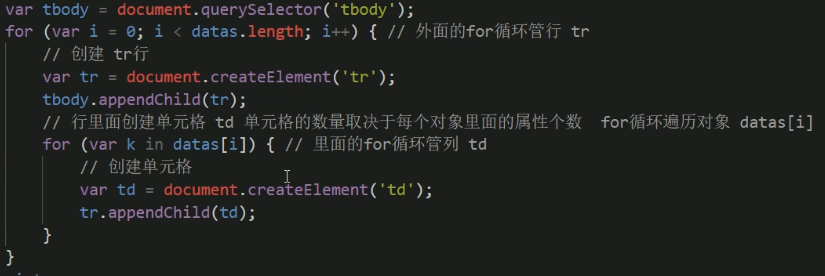 var tbody = document.querySelector('tbody');
for (var i = 0; i < datas.length; i++) { // 外面的for循环管行 tr
// 创建 tr行
var tr = document.createElement('tr');
tbody.appendChild(tr);
// 行里面创建单元格 td 单元格的数量取决于每个对象里面的属性个数  for循环遍历对象 datas[i]
for (var k in datas[i]) { // 里面的for循环管列 td
// 创建单元格
var td = document.createElement('td');
tr.appendChild(td);
}
}